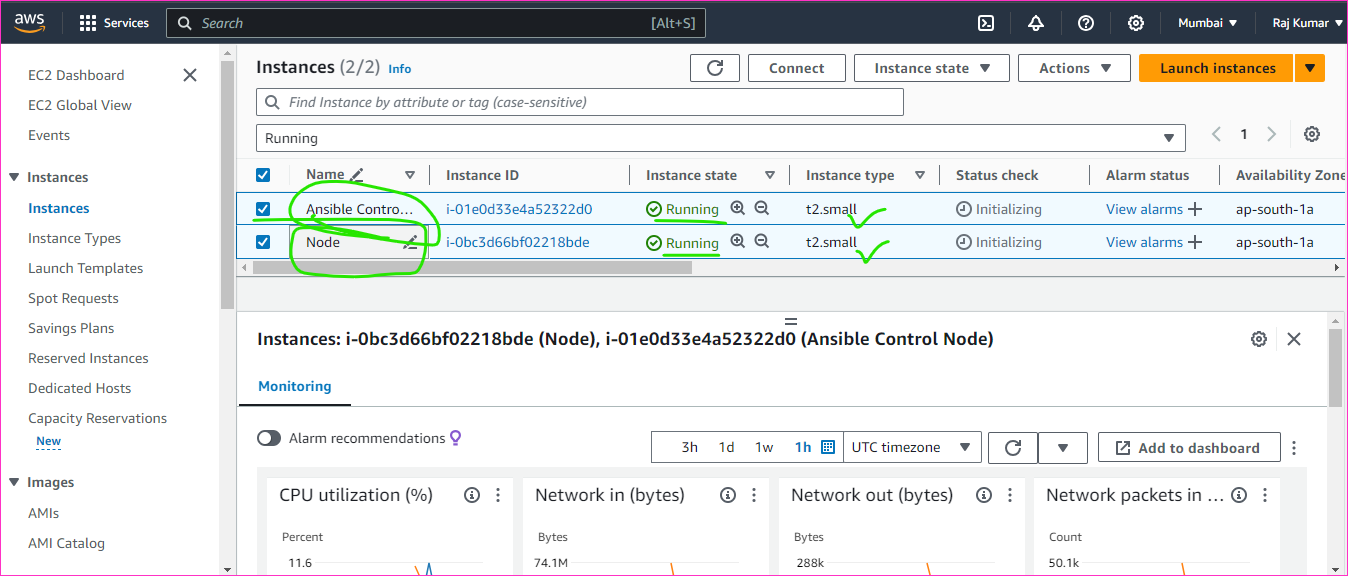 aws Services Search [Alt+S] Mumbai Raj Kumar
EC2 Dashboard
EC2 Global View
Events
Instances
Instances
Instance Types
Launch Templates
Spot Requests
Savings Plans
Reserved Instances
Dedicated Hosts
Capacity Reservations
New
Images
AMIs
AMI Catalog
Instances (2/2) Info Connect Instance state Actions Launch instances
Find Instance by attribute or tag (case-sensitive)
Running 1
Name Instance ID Instance state Instance type Status check Alarm status Availability Zone
Ansible Contro... i-01e0d33e4a52322d0 Running t2.small Initializing View alarms ap-south-1a
Node i-0bc3d66bf02218bde Running t2.small Initializing View alarms ap-south-1a
Instances: i-0bc3d66bf02218bde (Node), i-01e0d33e4a52322d0 (Ansible Control Node)
Monitoring
Alarm recommendations 3h 1d 1w 1h UTC timezone Add to dashboard
CPU utilization (%) Network in (bytes) Network out (bytes) Network packets in ...
Percent Bytes Bytes Count
11.6 74.1M 288k 50.1k